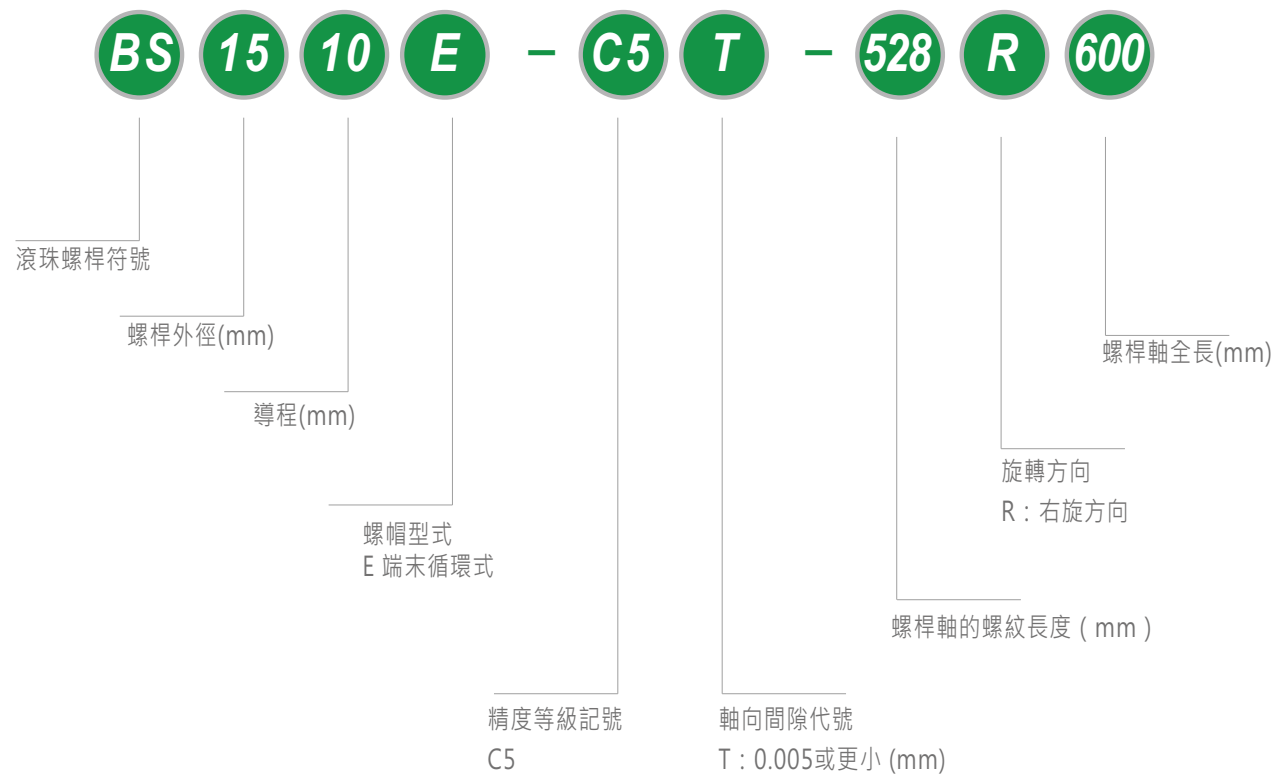 BS 15 10 E - C5 T - 528 R 600
滾珠螺桿符號
螺桿外徑(mm)
螺桿軸全長(mm)
導程(mm)
旋轉方向
R：右旋方向
螺帽型式
E 端末循環式
螺桿軸的螺紋長度 ( mm )
精度等級記號
C5
軸向間隙代號
T：0.005或更小 (mm)